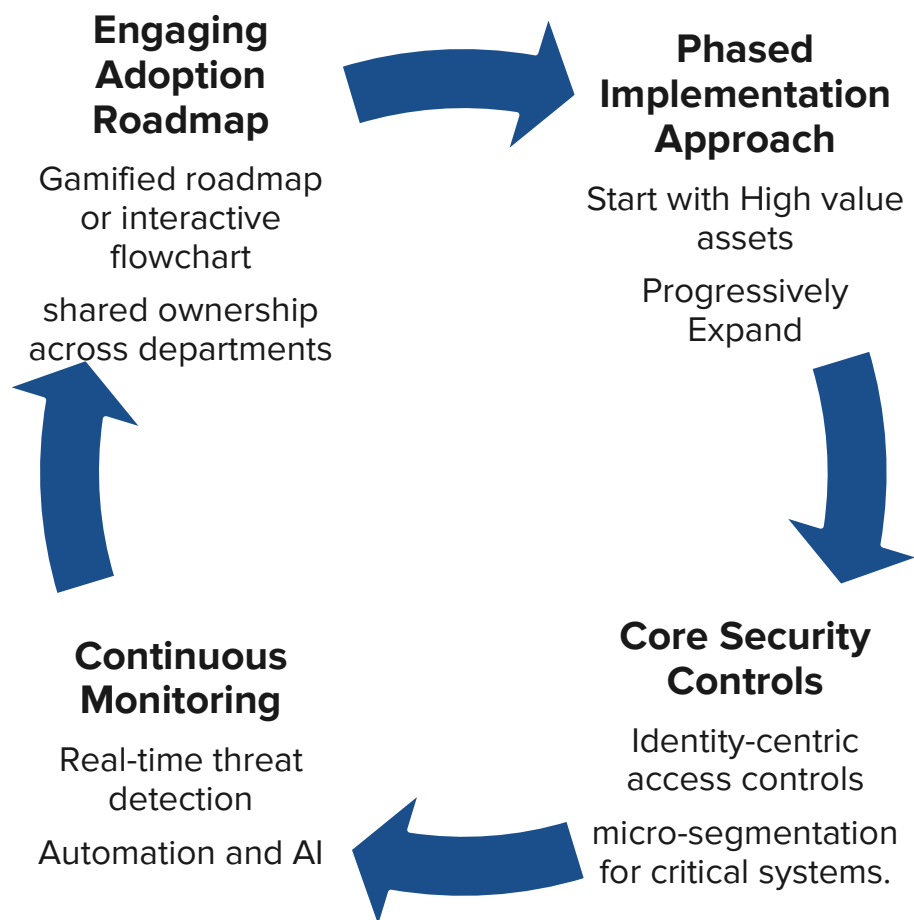 Engaging
Adoption
Roadmap
Gamified roadmap
or interactive
flowchart
shared ownership
across departments
Phased
Implementation
Approach
Start with High value
assets
Progressively
Expand
Core Security
Controls
Identity-centric
access controls
micro-segmentation
for critical systems.
Continuous
Monitoring
Real-time threat
detection
Automation and AI